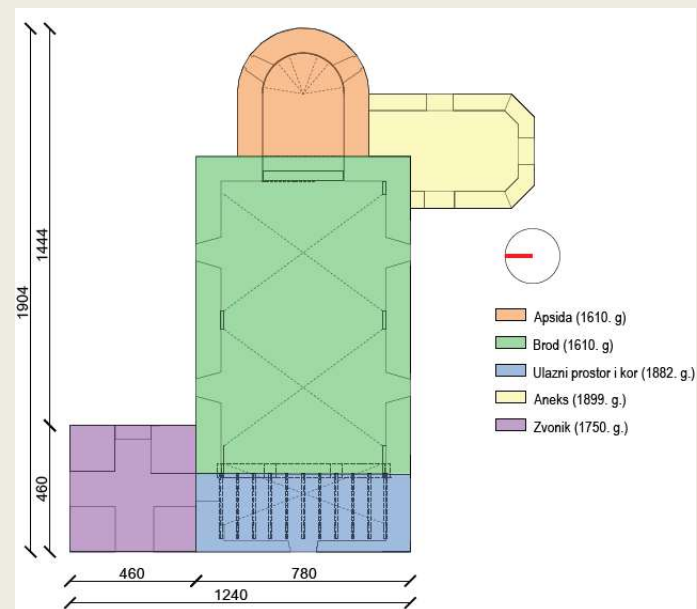 1904
1444
460
460
780
1240
Apsida (1610. g)
Brod (1610. g)
Ulazni prostor i kor (1882. g.)
Aneks (1899. g.)
Zvonik (1750. g.)